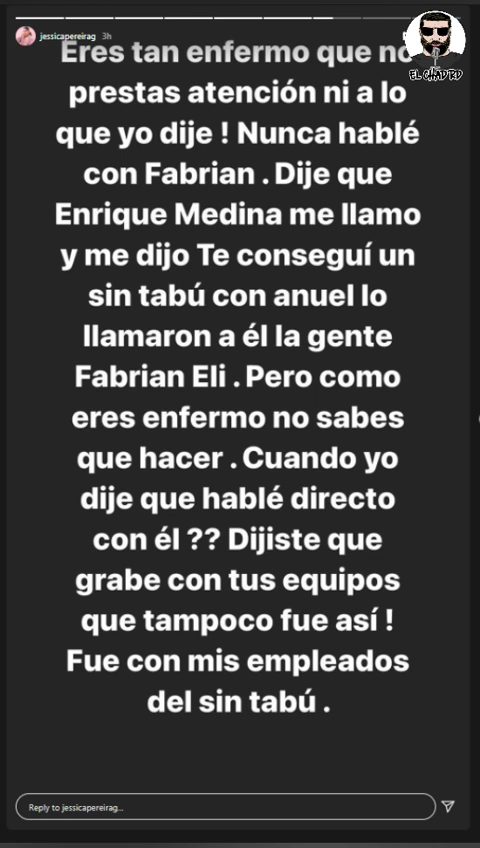 jessicapereirag 3h
EL CHAD'RD
Eres tan enfermo que no
prestas atención ni a lo
que yo dije ! Nunca hablé
con Fabrian . Dije que
Enrique Medina me llamo
y me dijo Te conseguí un
sin tabú con anuel lo
llamaron a él la gente
Fabrian Eli . Pero como
eres enfermo no sabes
que hacer . Cuando yo
dije que hablé directo
con él ?? Dijiste que
grabe con tus equipos
que tampoco fue así !
Fue con mis empleados
del sin tabú .
Reply to jessicapereirag...